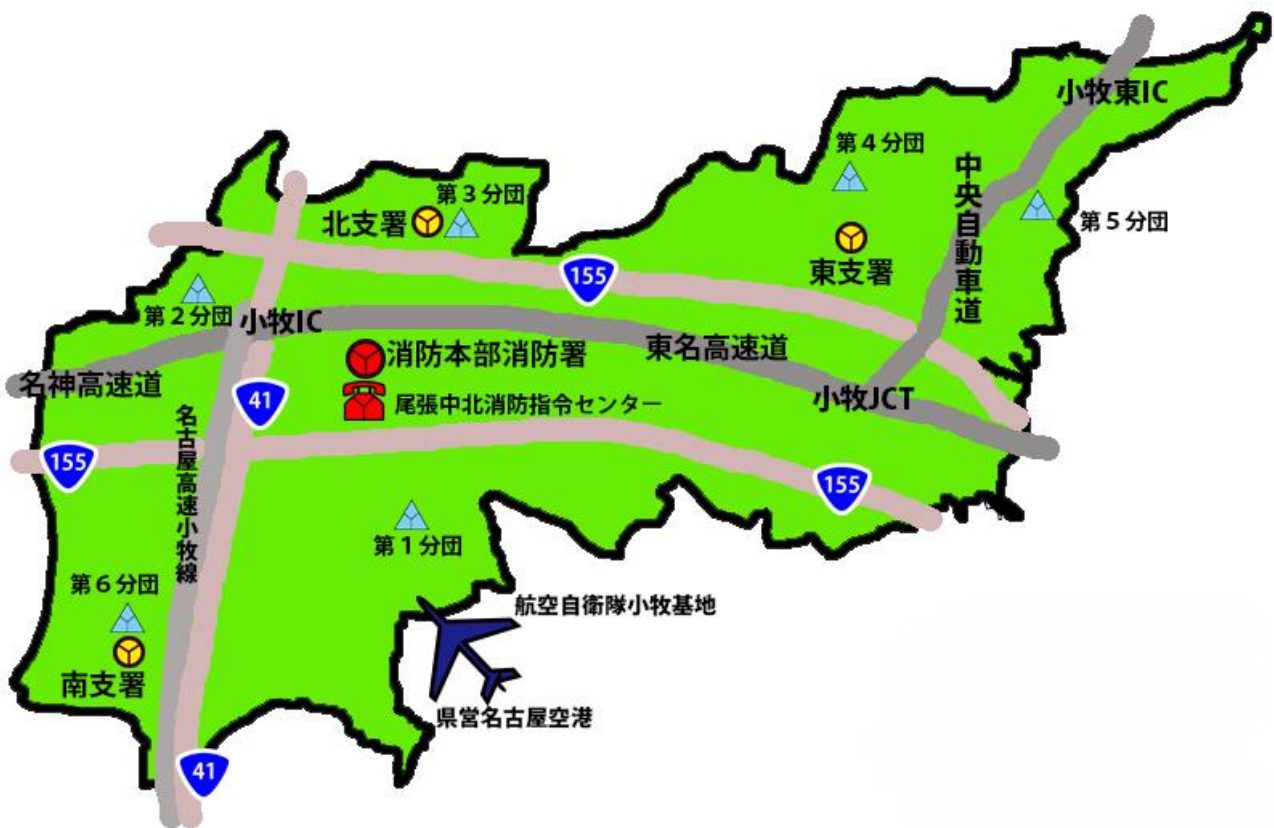 小牧東IC
第４分団
中央自動車道
第３分団
北支署
第５分団
東支署
155
第２分団
小牧IC
消防本部消防署
東名高速道
名神高速道
小牧JCT
41
尾張中北消防指令センター
名古屋高速小牧線
155
155
第１分団
第６分団
航空自衛隊小牧基地
南支署
県営名古屋空港
41